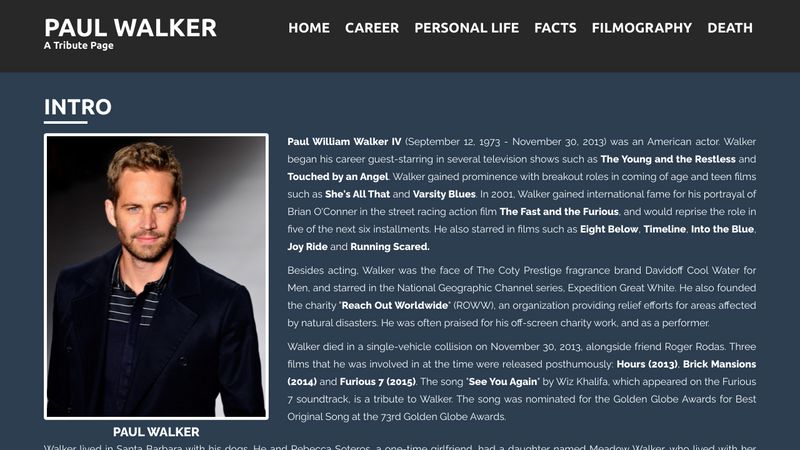 PAUL WALKER
A Tribute Page
HOME CAREER PERSONAL LIFE FACTS FILMOGRAPHY DEATH
INTRO
Paul William Walker IV (September 12, 1973 - November 30, 2013) was an American actor. Walker
began his career guest-starring in several television shows such as The Young and the Restless and
Touched by an Angel. Walker gained prominence with breakout roles in coming of age and teen films
such as She's All That and Varsity Blues. In 2001, Walker gained international fame for his portrayal of
Brian O'Conner in the street racing action film The Fast and the Furious, and would reprise the role in
five of the next six installments. He also starred in films such as Eight Below, Timeline, Into the Blue,
Joy Ride and Running Scared.
Besides acting, Walker was the face of The Coty Prestige fragrance brand Davidoff Cool Water for
Men, and starred in the National Geographic Channel series, Expedition Great White. He also founded
the charity "Reach Out Worldwide" (ROWW), an organization providing relief efforts for areas affected
by natural disasters. He was often praised for his off-screen charity work, and as a performer.
Walker died in a single-vehicle collision on November 30, 2013, alongside friend Roger Rodas. Three
films that he was involved in at the time were released posthumously: Hours (2013), Brick Mansions
(2014) and Furious 7 (2015). The song "See You Again" by Wiz Khalifa, which appeared on the Furious
7 soundtrack, is a tribute to Walker. The song was nominated for the Golden Globe Awards for Best
Original Song at the 73rd Golden Globe Awards.
PAUL WALKER
Walker lived in Santa Barbara with his dogs. He and Rebecca Soteros, a one-time girlfriend, had a daughter named Meadow Walker, who lived with her